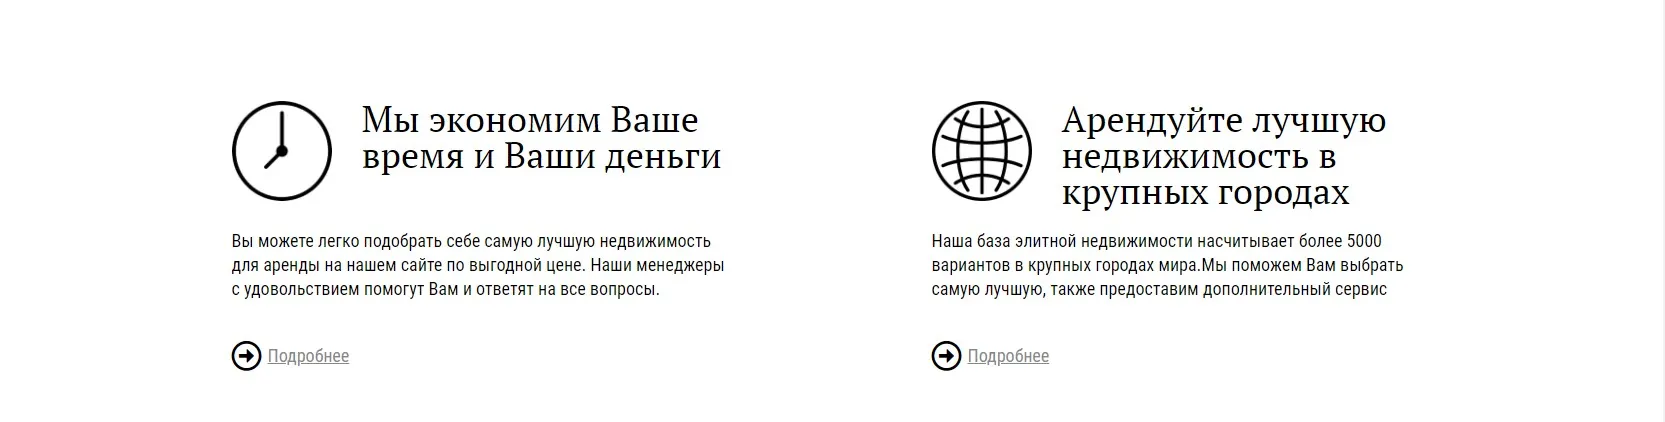 Мы экономим Ваше
время и Ваши деньги
Вы можете легко подобрать себе самую лучшую недвижимость
для аренды на нашем сайте по выгодной цене. Наши менеджеры
с удовольствием помогут Вам и ответят на все вопросы.
Подробнее
Арендуйте лучшую
недвижимость в
крупных городах
Наша база элитной недвижимости насчитывает более 5000
вариантов в крупных городах мира.Мы поможем Вам выбрать
самую лучшую, также предоставим дополнительный сервис
Подробнее